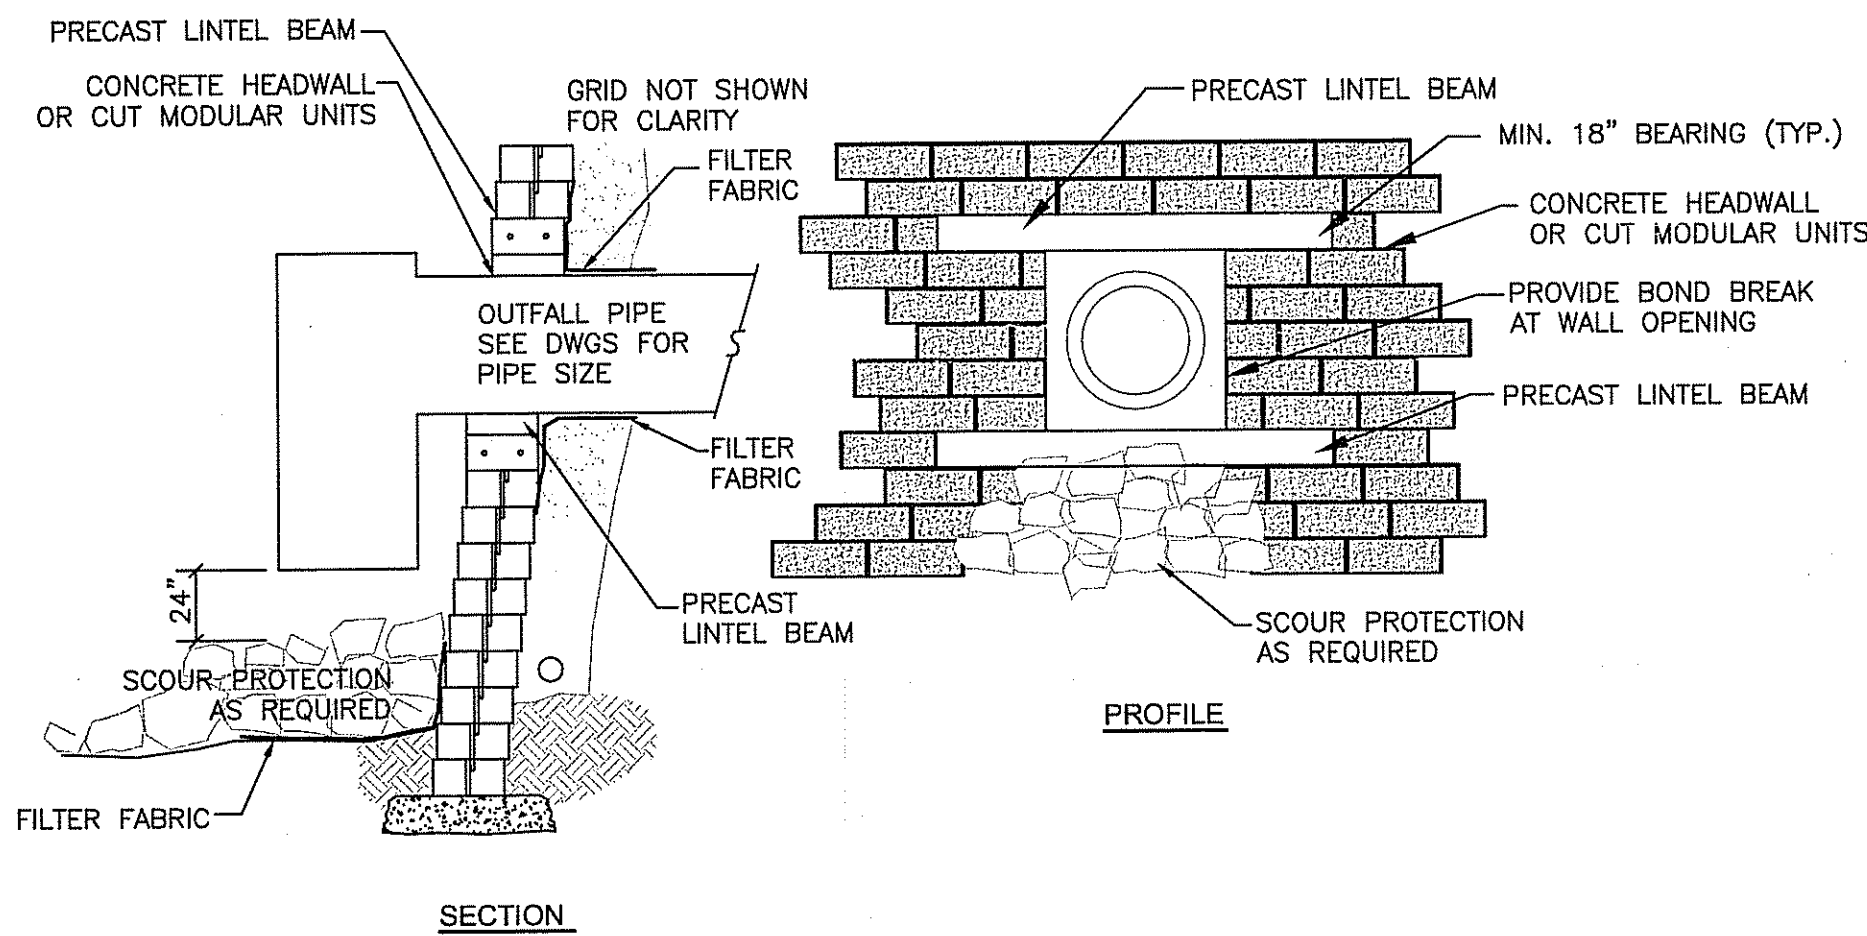 PRECAST LINTEL BEAM
CONCRETE HEADWALL
OR CUT MODULAR UNITS
GRID NOT SHOWN
FOR CLARITY
FILTER
FABRIC
OUTFALL PIPE
SEE DWGS FOR
PIPE SIZE
FILTER
FABRIC
24"
PRECAST
LINTEL BEAM
SCOUR PROTECTION
AS REQUIRED
FILTER FABRIC
SECTION
PRECAST LINTEL BEAM
MIN. 18" BEARING (TYP.)
CONCRETE HEADWALL
OR CUT MODULAR UNITS
PROVIDE BOND BREAK
AT WALL OPENING
PRECAST LINTEL BEAM
SCOUR PROTECTION
AS REQUIRED
PROFILE